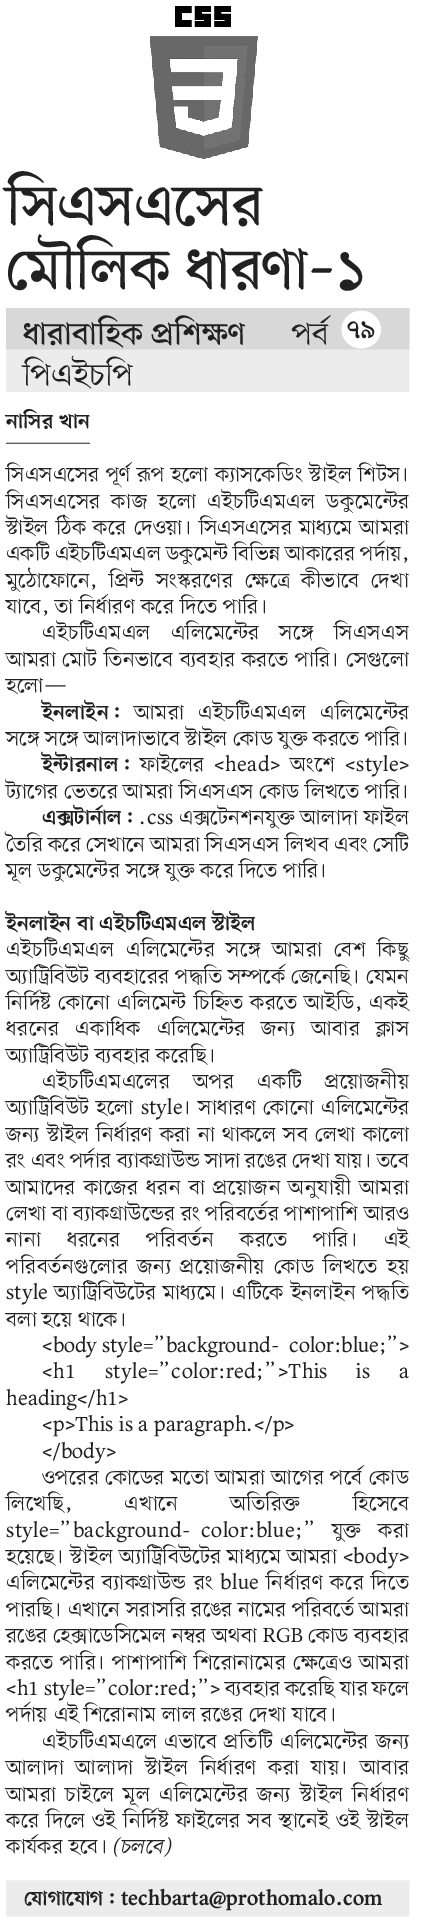 CSS
সিএসএসের
মৌলিক ধারণা-১
ধারাবাহিক প্রশিক্ষণ পর্ব ৭৯
পিএইচপি
নাসির খান
সিএসএসের পূর্ণ রূপ হলো ক্যাসকেডিং স্টাইল শিটস।
সিএসএসের কাজ হলো এইচটিএমএল ডকুমেন্টের
স্টাইল ঠিক করে দেওয়া। সিএসএসের মাধ্যমে আমরা
একটি এইচটিএমএল ডকুমেন্ট বিভিন্ন আকারের পর্দায়,
মুঠোফোনে, প্রিন্ট সংস্করণের ক্ষেত্রে কীভাবে দেখা
যাবে, তা নির্ধারণ করে দিতে পারি।
এইচটিএমএল এলিমেন্টের সঙ্গে সিএসএস
আমরা মোট তিনভাবে ব্যবহার করতে পারি। সেগুলো
হলো—
ইনলাইন : আমরা এইচটিএমএল এলিমেন্টের
সঙ্গে সঙ্গে আলাদাভাবে স্টাইল কোড যুক্ত করতে পারি।
ইন্টারনাল : ফাইলের <head> অংশে <style>
ট্যাগের ভেতরে আমরা সিএসএস কোড লিখতে পারি।
এক্সটার্নাল : .css এক্সটেনশনযুক্ত আলাদা ফাইল
তৈরি করে সেখানে আমরা সিএসএস লিখব এবং সেটি
মূল ডকুমেন্টের সঙ্গে যুক্ত করে দিতে পারি।
ইনলাইন বা এইচটিএমএল স্টাইল
এইচটিএমএল এলিমেন্টের সঙ্গে আমরা বেশ কিছু
অ্যাট্রিবিউট ব্যবহারের পদ্ধতি সম্পর্কে জেনেছি। যেমন
নির্দিষ্ট কোনো এলিমেন্ট চিহ্নিত করতে আইডি, একই
ধরনের একাধিক এলিমেন্টের জন্য আবার ক্লাস
অ্যাট্রিবিউট ব্যবহার করেছি।
এইচটিএমএলের অপর একটি প্রয়োজনীয়
অ্যাট্রিবিউট হলো style। সাধারণ কোনো এলিমেন্টের
জন্য স্টাইল নির্ধারণ করা না থাকলে সব লেখা কালো
রং এবং পর্দার ব্যাকগ্রাউন্ড সাদা রঙের দেখা যায়। তবে
আমাদের কাজের ধরন বা প্রয়োজন অনুযায়ী আমরা
লেখা বা ব্যাকগ্রাউন্ডের রং পরিবর্তের পাশাপাশি আরও
নানা ধরনের পরিবর্তন করতে পারি। এই
পরিবর্তনগুলোর জন্য প্রয়োজনীয় কোড লিখতে হয়
style অ্যাট্রিবিউটের মাধ্যমে। এটিকে ইনলাইন পদ্ধতি
বলা হয়ে থাকে।
<body style=”background- color:blue;”>
<h1 style=”color:red;”>This is a
heading</h1>
<p>This is a paragraph.</p>
</body>
ওপরের কোডের মতো আমরা আগের পর্বে কোড
লিখেছি, এখানে অতিরিক্ত হিসেবে
style=”background- color:blue;” যুক্ত করা
হয়েছে। স্টাইল অ্যাট্রিবিউটের মাধ্যমে আমরা <body>
এলিমেন্টের ব্যাকগ্রাউন্ড রং blue নির্ধারণ করে দিতে
পারছি। এখানে সরাসরি রঙের নামের পরিবর্তে আমরা
রঙের হেক্সাডেসিমেল নম্বর অথবা RGB কোড ব্যবহার
করতে পারি। পাশাপাশি শিরোনামের ক্ষেত্রেও আমরা
<h1 style=”color:red;”> ব্যবহার করেছি যার ফলে
পর্দায় এই শিরোনাম লাল রঙের দেখা যাবে।
এইচটিএমএলে এভাবে প্রতিটি এলিমেন্টের জন্য
আলাদা আলাদা স্টাইল নির্ধারণ করা যায়। আবার
আমরা চাইলে মূল এলিমেন্টের জন্য স্টাইল নির্ধারণ
করে দিলে ওই নির্দিষ্ট ফাইলের সব স্থানেই ওই স্টাইল
কার্যকর হবে। (চলবে)
যোগাযোগ : techbarta@prothomalo.com